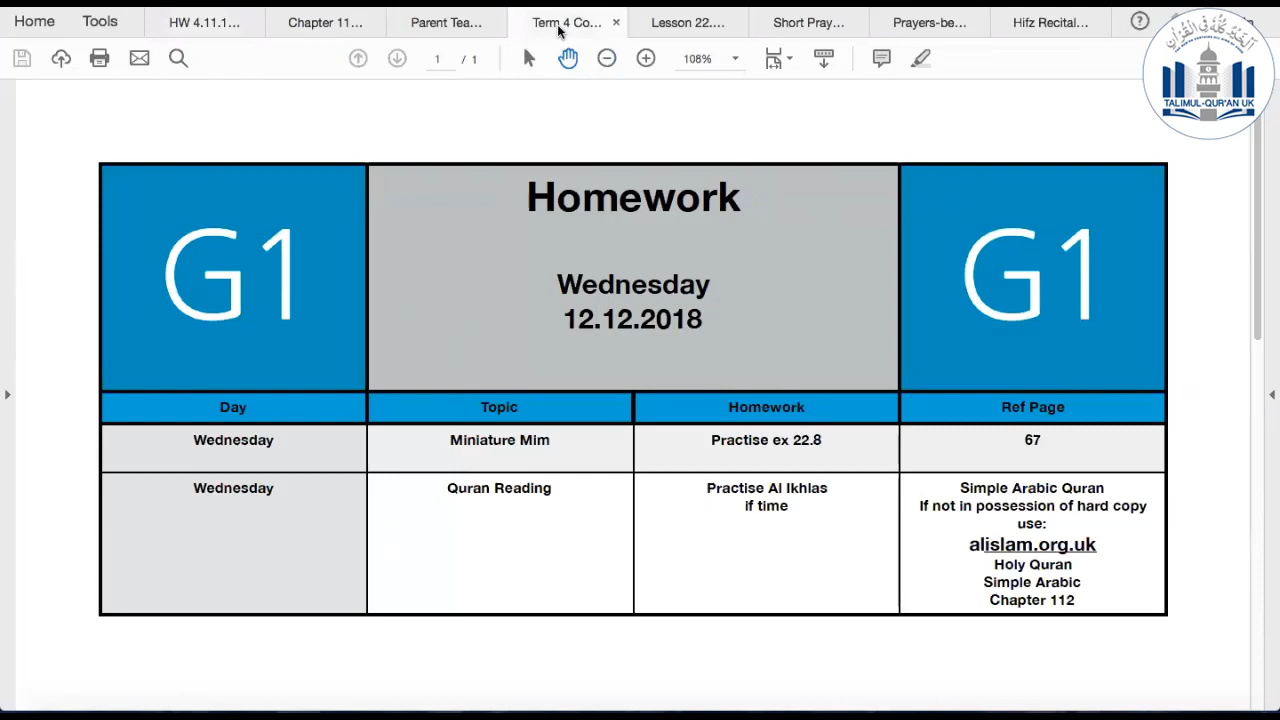 Home Tools HW 4.11.1... Chapter 11... Parent Tea... Term 4 Co... × Lesson 22.... Short Pray... Prayers-be... Hifz Recital...
1 / 1 108%
TALIMUL-QUR'AN UK
G1
Homework
Wednesday
12.12.2018
G1
Day Topic Homework Ref Page
Wednesday Miniature Mim Practise ex 22.8 67
Wednesday Quran Reading Practise Al Ikhlas Simple Arabic Quran
if time If not in possession of hard copy
use:
alislam.org.uk
Holy Quran
Simple Arabic
Chapter 112